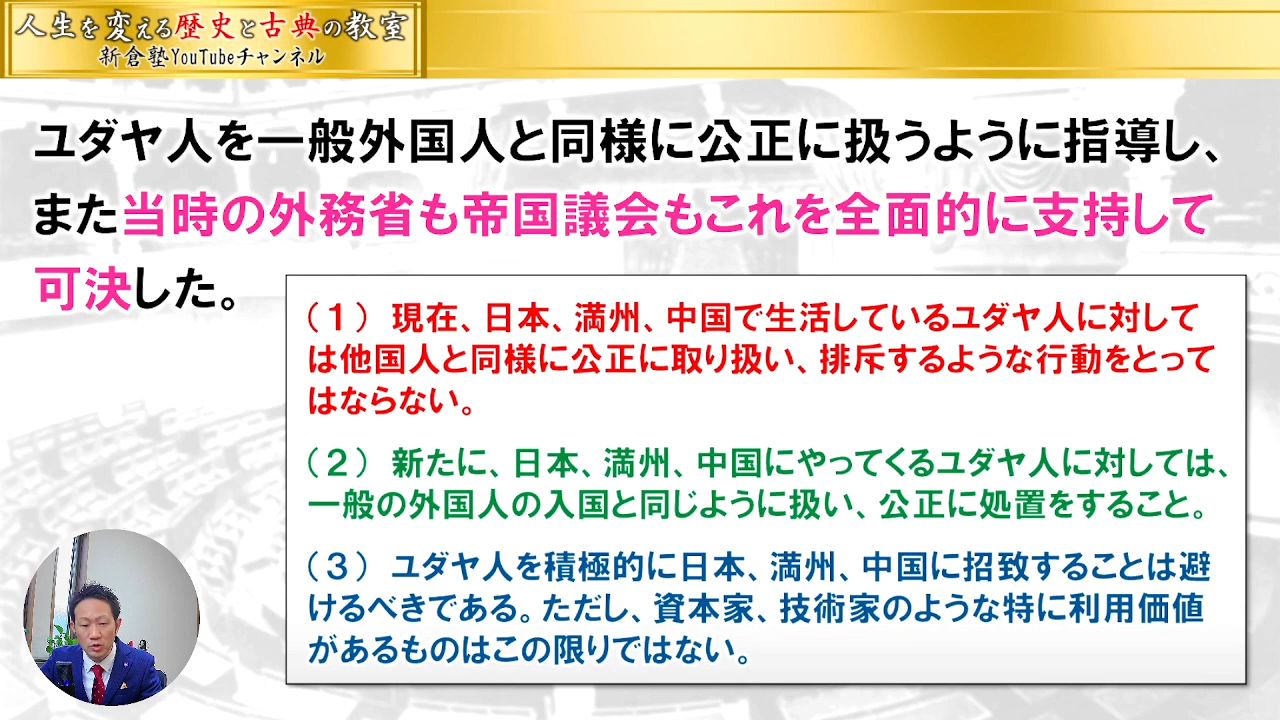 人生を変える歴史と古典の教室
新倉塾YouTubeチャンネル
ユダヤ人を一般外国人と同様に公正に扱うように指導し、
また当時の外務省も帝国議会もこれを全面的に支持して
可決した。
（１） 現在、日本、満州、中国で生活しているユダヤ人に対して
は他国人と同様に公正に取り扱い、排斥するような行動をとって
はならない。
（２） 新たに、日本、満州、中国にやってくるユダヤ人に対しては、
一般の外国人の入国と同じように扱い、公正に処置をすること。
（３） ユダヤ人を積極的に日本、満州、中国に招致することは避
けるべきである。ただし、資本家、技術家のような特に利用価値
があるものはこの限りではない。